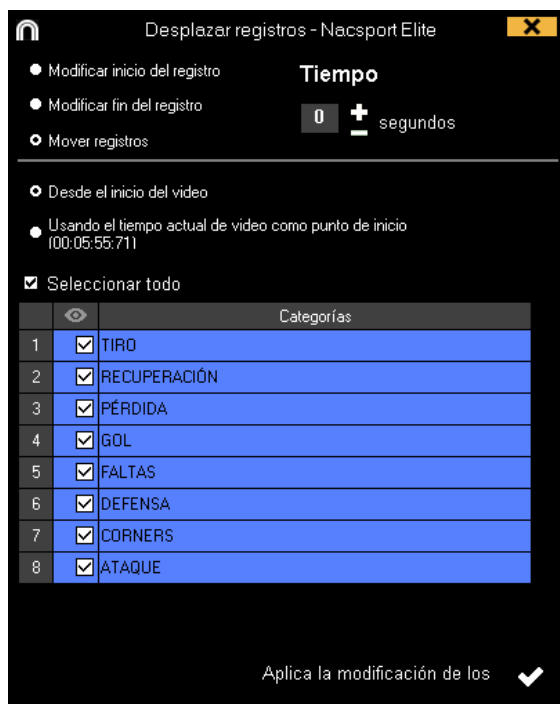 Desplazar registros - Nacsport Elite
Modificar inicio del registro
Tiempo
Modificar fin del registro
0 segundos
Mover registros
Desde el inicio del video
Usando el tiempo actual de video como punto de inicio
(00:05:55:71)
Seleccionar todo
Categorías
1 TIRO
2 RECUPERACIÓN
3 PÉRDIDA
4 GOL
5 FALTAS
6 DEFENSA
7 CORNERS
8 ATAQUE
Aplica la modificación de los